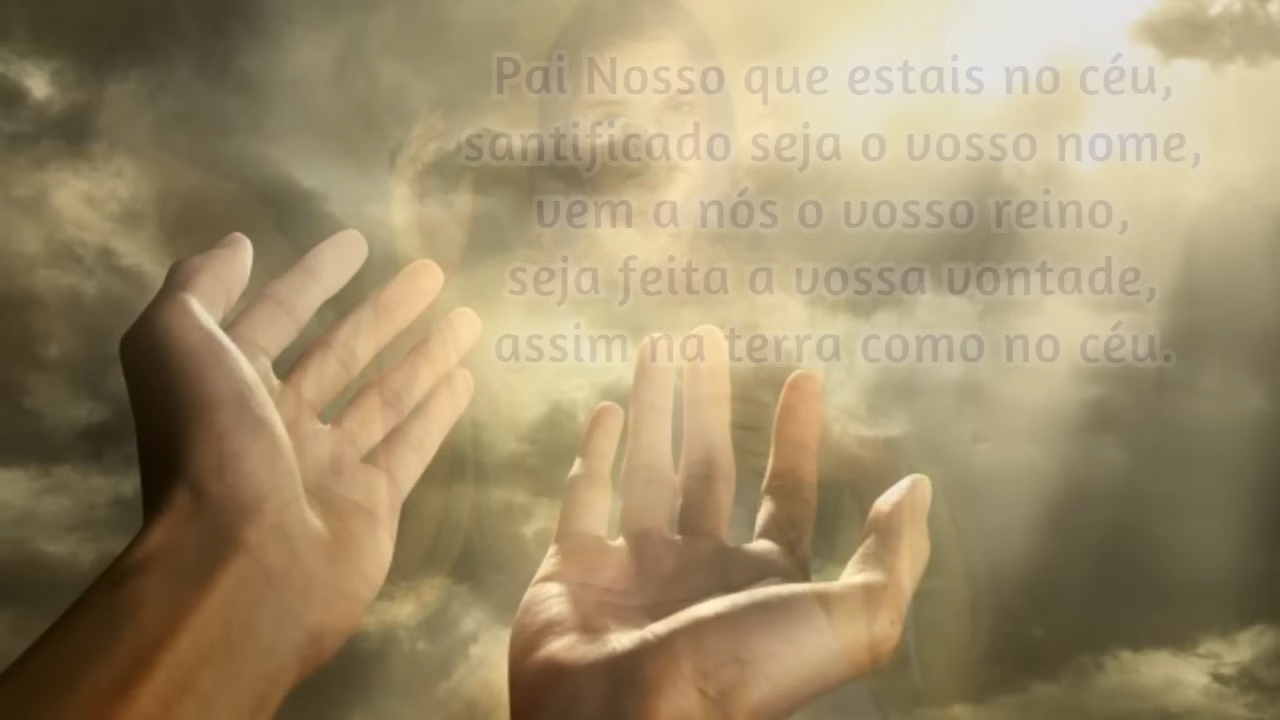 Pai Nosso que estais no céu,
santificado seja o vosso nome,
vem a nós o vosso reino,
seja feita a vossa vontade,
assim na terra como no céu.